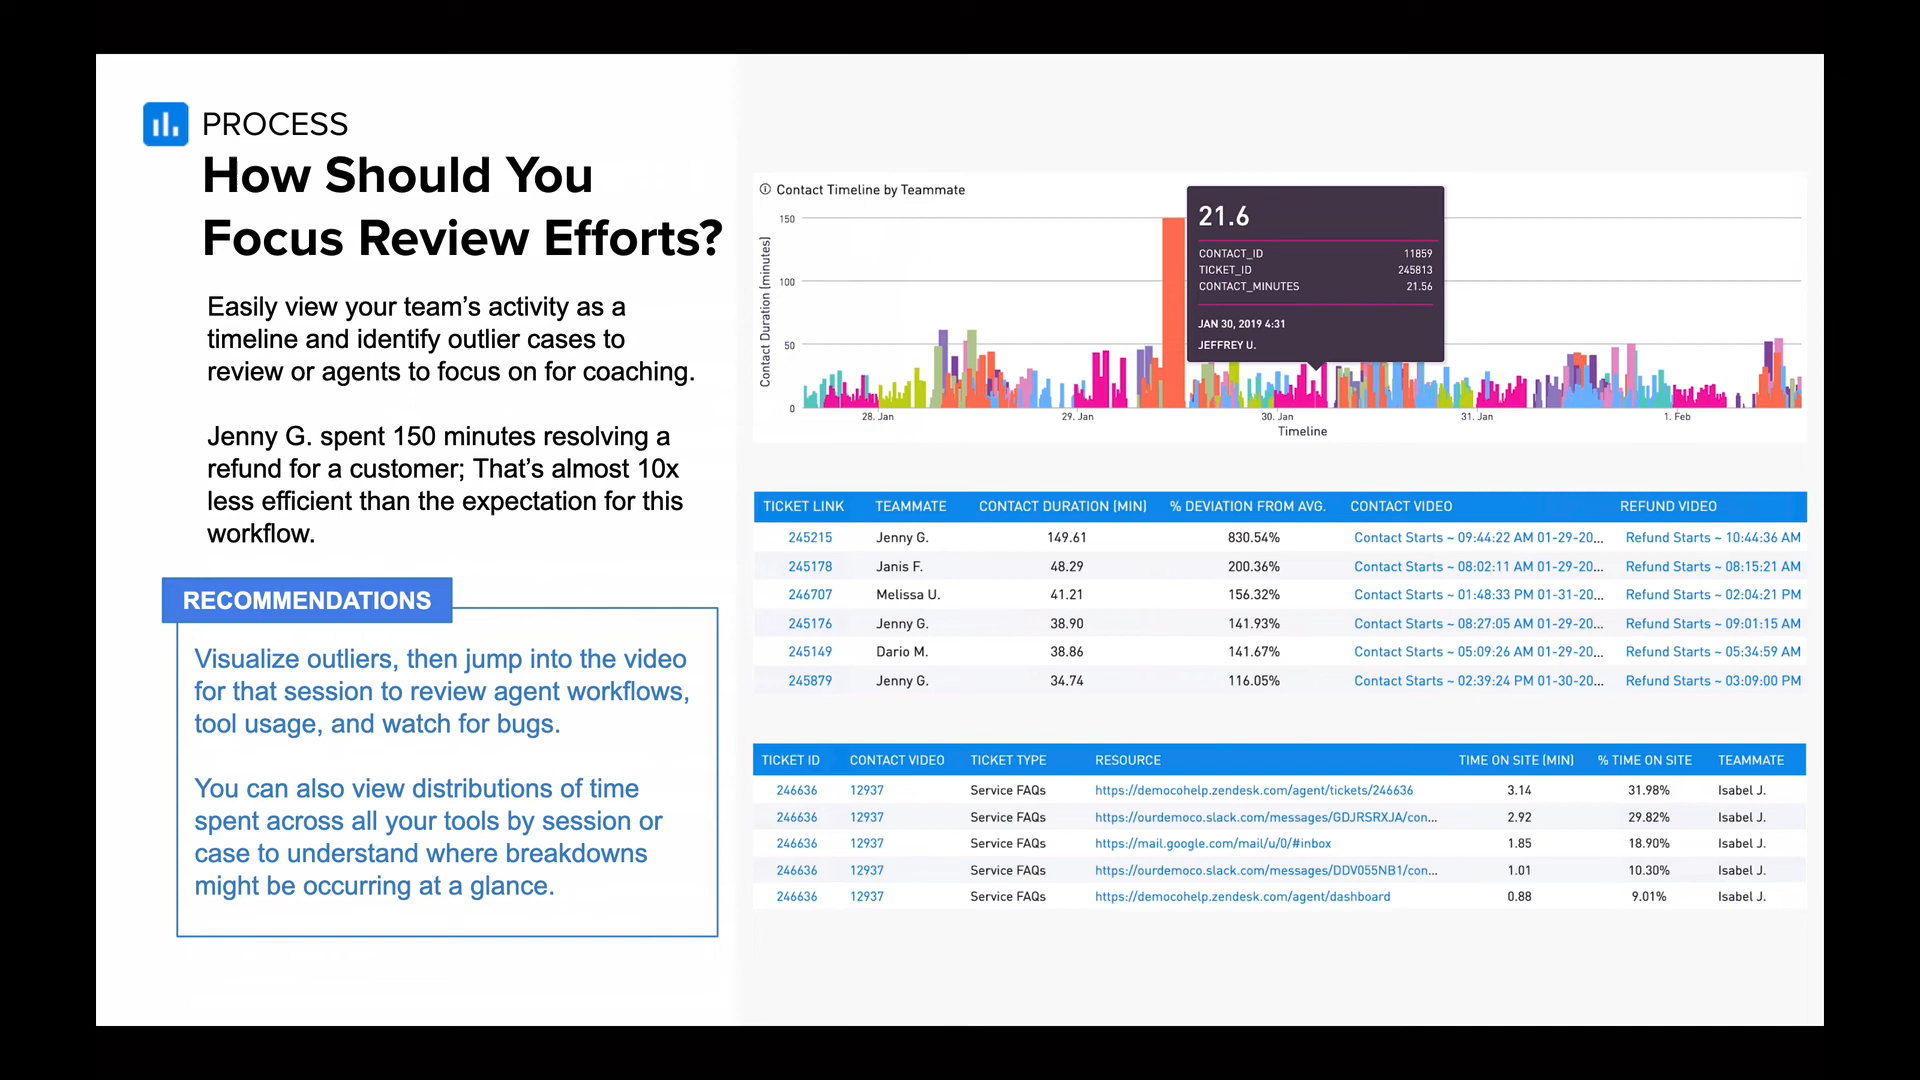 PROCESS
How Should You
Focus Review Efforts?
Easily view your team's activity as a
timeline and identify outlier cases to
review or agents to focus on for coaching.
Jenny G. spent 150 minutes resolving a
refund for a customer; That's almost 10x
less efficient than the expectation for this
workflow.
RECOMMENDATIONS
Visualize outliers, then jump into the video
for that session to review agent workflows,
tool usage, and watch for bugs.
You can also view distributions of time
spent across all your tools by session or
case to understand where breakdowns
might be occurring at a glance.
Contact Timeline by Teammate
Contact Duration (minutes)
150
100
50
0
28. Jan 29. Jan 30. Jan 31. Jan 1. Feb
Timeline
21.6
CONTACT_ID 11859
TICKET_ID 245813
CONTACT_MINUTES 21.56
JAN 30, 2019 4:31
JEFFREY U.
TICKET LINK TEAMMATE CONTACT DURATION (MIN) % DEVIATION FROM AVG. CONTACT VIDEO REFUND VIDEO
245215 Jenny G. 149.61 830.54% Contact Starts ~ 09:44:22 AM 01-29-20... Refund Starts ~ 10:44:36 AM
245178 Janis F. 48.29 200.36% Contact Starts ~ 08:02:11 AM 01-29-20... Refund Starts ~ 08:15:21 AM
246707 Melissa U. 41.21 156.32% Contact Starts ~ 01:48:33 PM 01-31-20... Refund Starts ~ 02:04:21 PM
245176 Jenny G. 38.90 141.93% Contact Starts ~ 08:27:05 AM 01-29-20... Refund Starts ~ 09:01:15 AM
245149 Dario M. 38.86 141.67% Contact Starts ~ 05:09:26 AM 01-29-20... Refund Starts ~ 05:34:59 AM
245879 Jenny G. 34.74 116.05% Contact Starts ~ 02:39:24 PM 01-30-20... Refund Starts ~ 03:09:00 PM
TICKET ID CONTACT VIDEO TICKET TYPE RESOURCE TIME ON SITE (MIN) % TIME ON SITE TEAMMATE
246636 12937 Service FAQs https://democohelp.zendesk.com/agent/tickets/246636 3.14 31.98% Isabel J.
246636 12937 Service FAQs https://ourdemoco.slack.com/messages/GDJRSRXJA/con... 2.92 29.82% Isabel J.
246636 12937 Service FAQs https://mail.google.com/mail/u/0/#inbox 1.85 18.90% Isabel J.
246636 12937 Service FAQs https://ourdemoco.slack.com/messages/DDV055NB1/con... 1.01 10.30% Isabel J.
246636 12937 Service FAQs https://democohelp.zendesk.com/agent/dashboard 0.88 9.01% Isabel J.